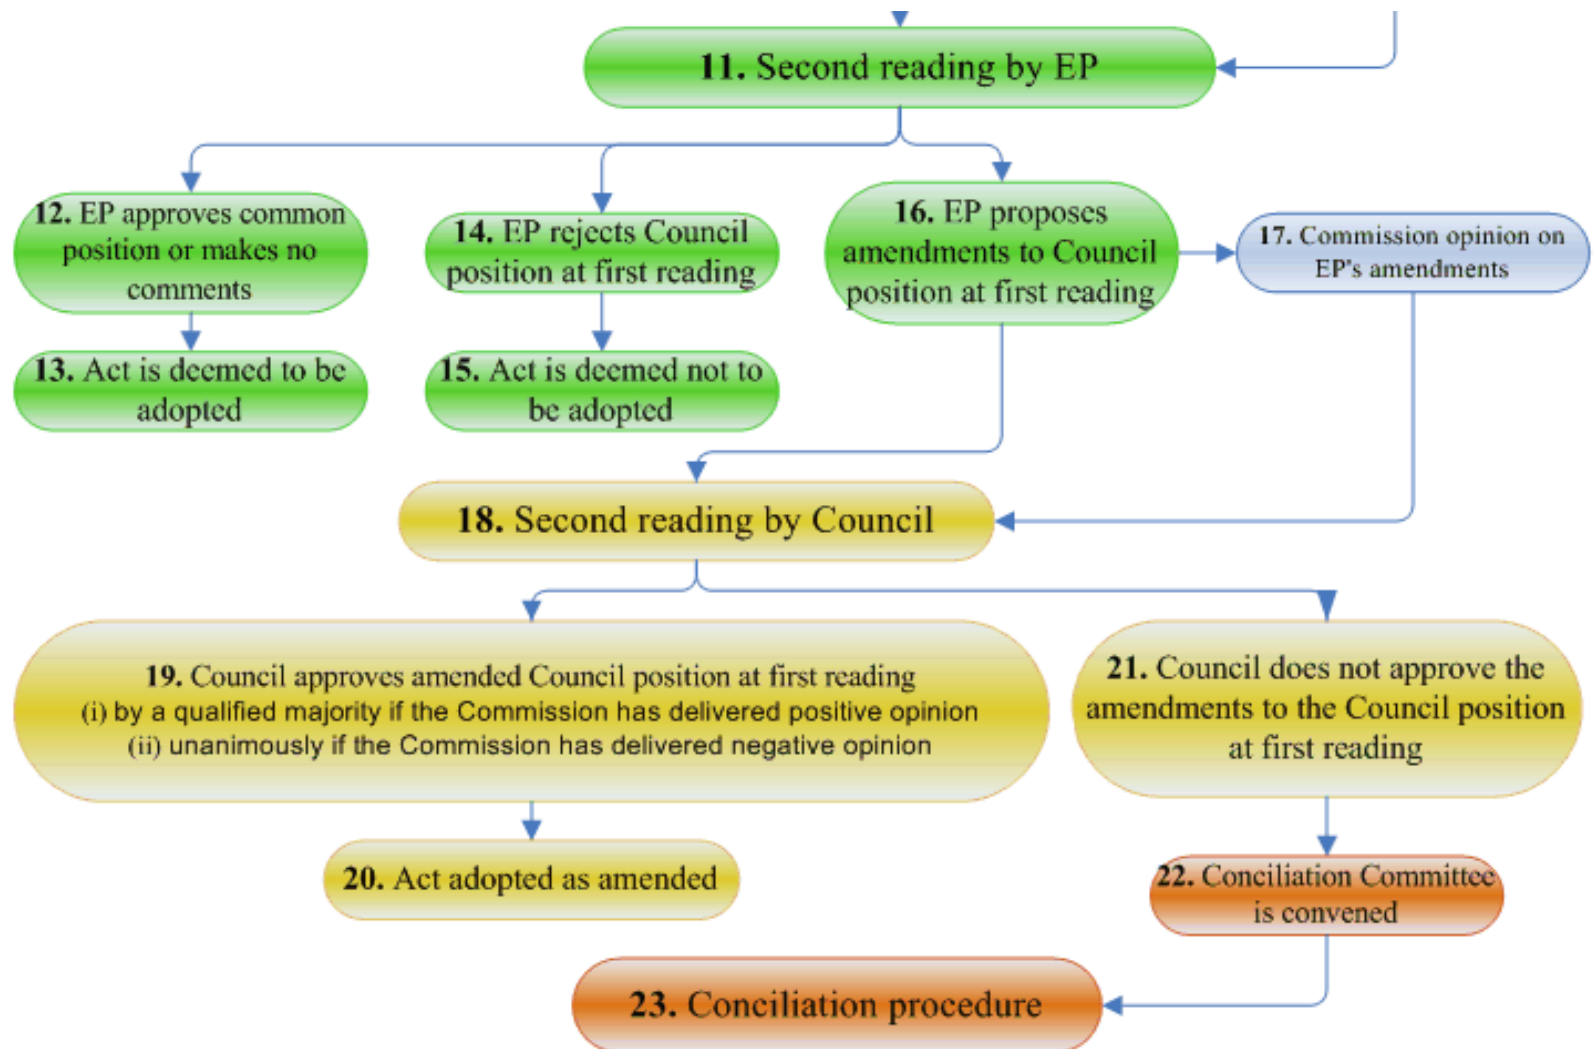 11. Second reading by EP
12. EP approves common
position or makes no
comments
14. EP rejects Council
position at first reading
16. EP proposes
amendments to Council
position at first reading
17. Commission opinion on
EP's amendments
13. Act is deemed to be
adopted
15. Act is deemed not to
be adopted
18. Second reading by Council
19. Council approves amended Council position at first reading
(i) by a qualified majority if the Commission has delivered positive opinion
(ii) unanimously if the Commission has delivered negative opinion
21. Council does not approve the
amendments to the Council position
at first reading
20. Act adopted as amended
22. Conciliation Committee
is convened
23. Conciliation procedure